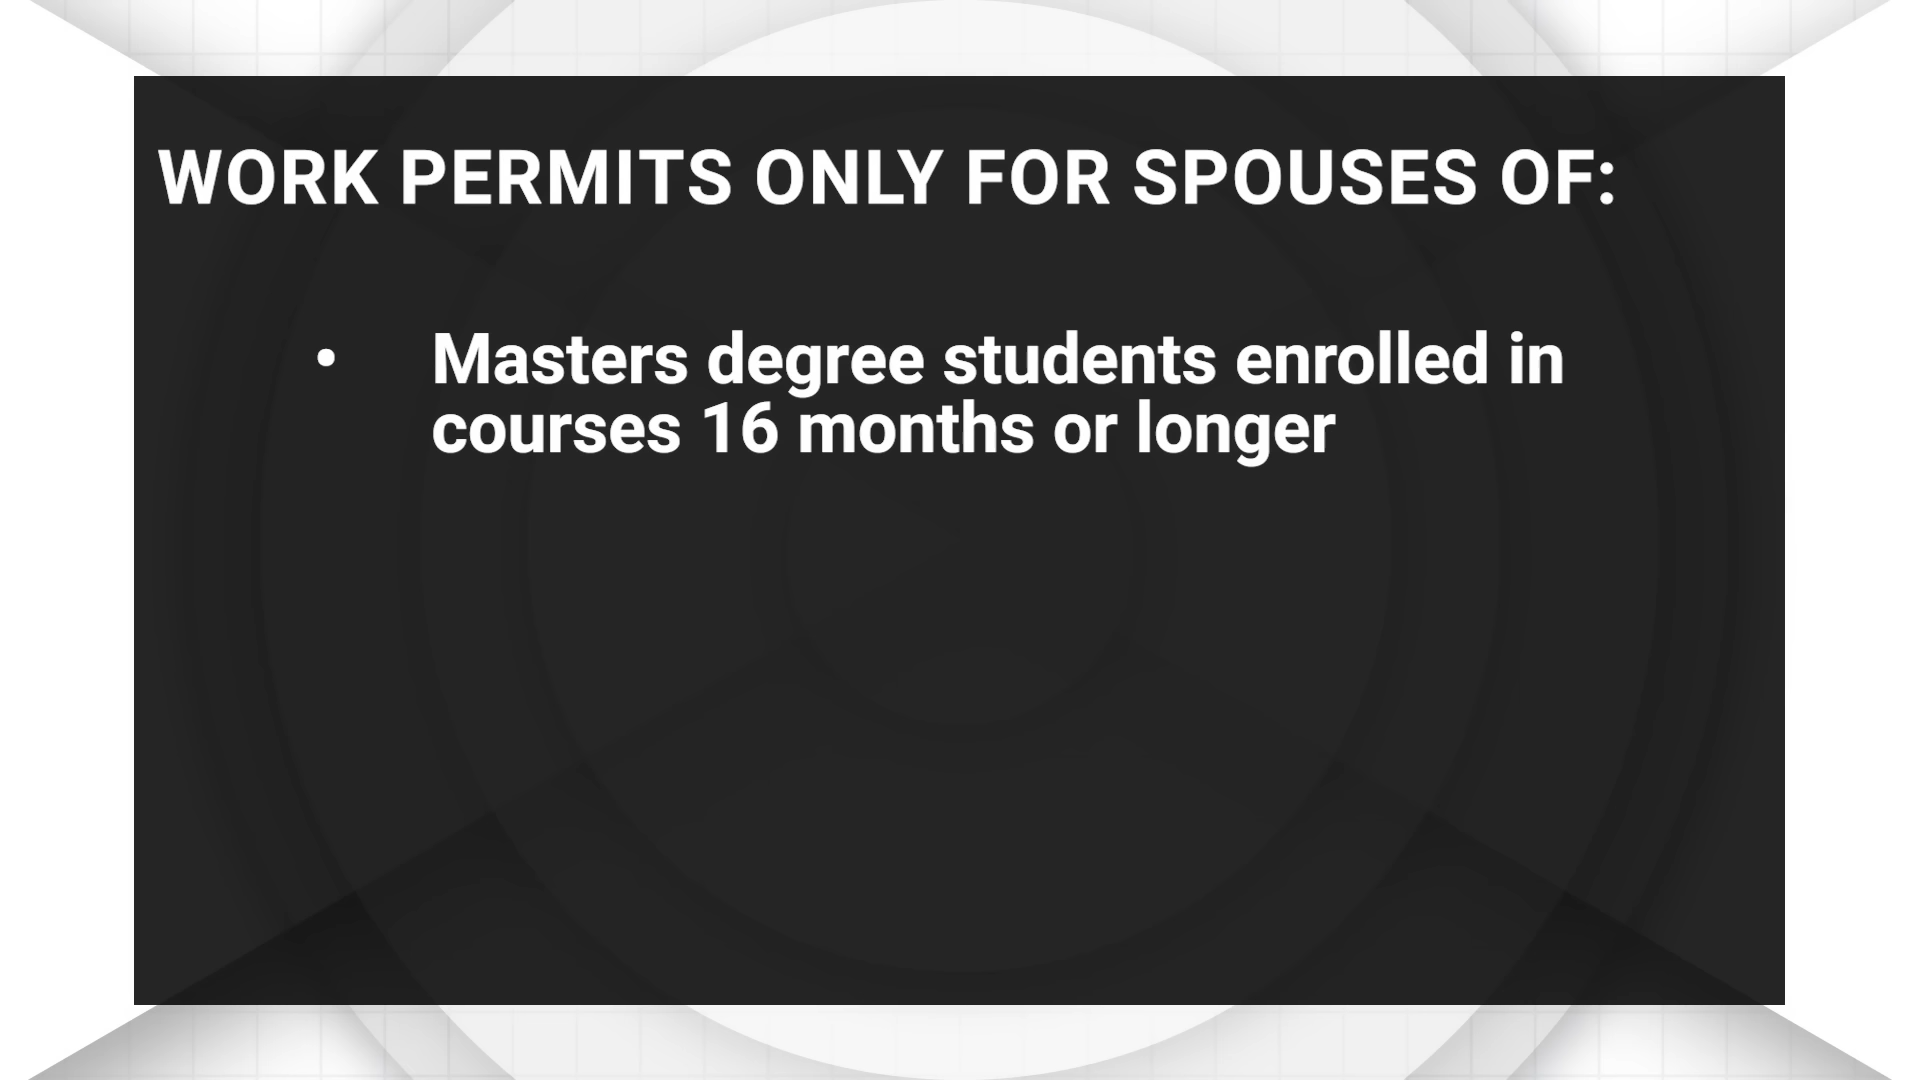 WORK PERMITS ONLY FOR SPOUSES OF:
• Masters degree students enrolled in
courses 16 months or longer